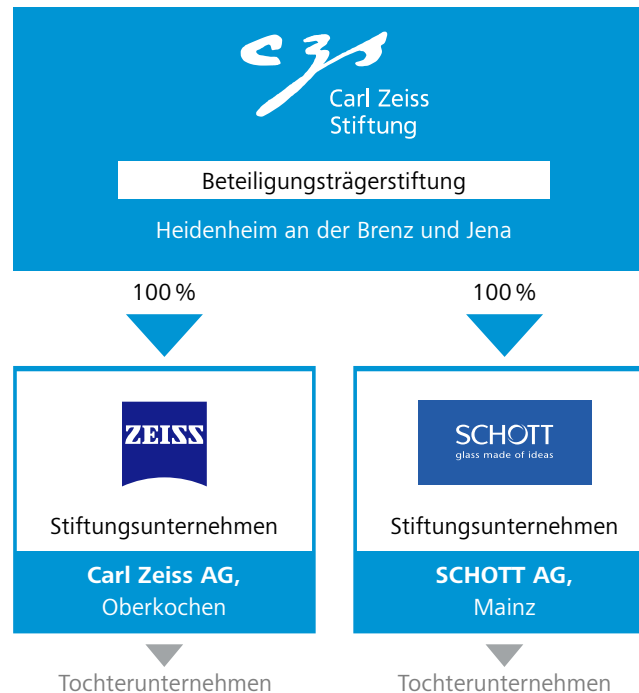 czs
Carl Zeiss
Stiftung
Beteiligungsträgerstiftung
Heidenheim an der Brenz und Jena
100 %
100 %
ZEISS
SCHOTT
glass made of ideas
Stiftungsunternehmen
Stiftungsunternehmen
Carl Zeiss AG,
Oberkochen
SCHOTT AG,
Mainz
Tochterunternehmen
Tochterunternehmen